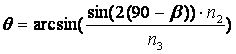 θ = arcsin(sin(2(90 − β)) · n₂ / n₃)